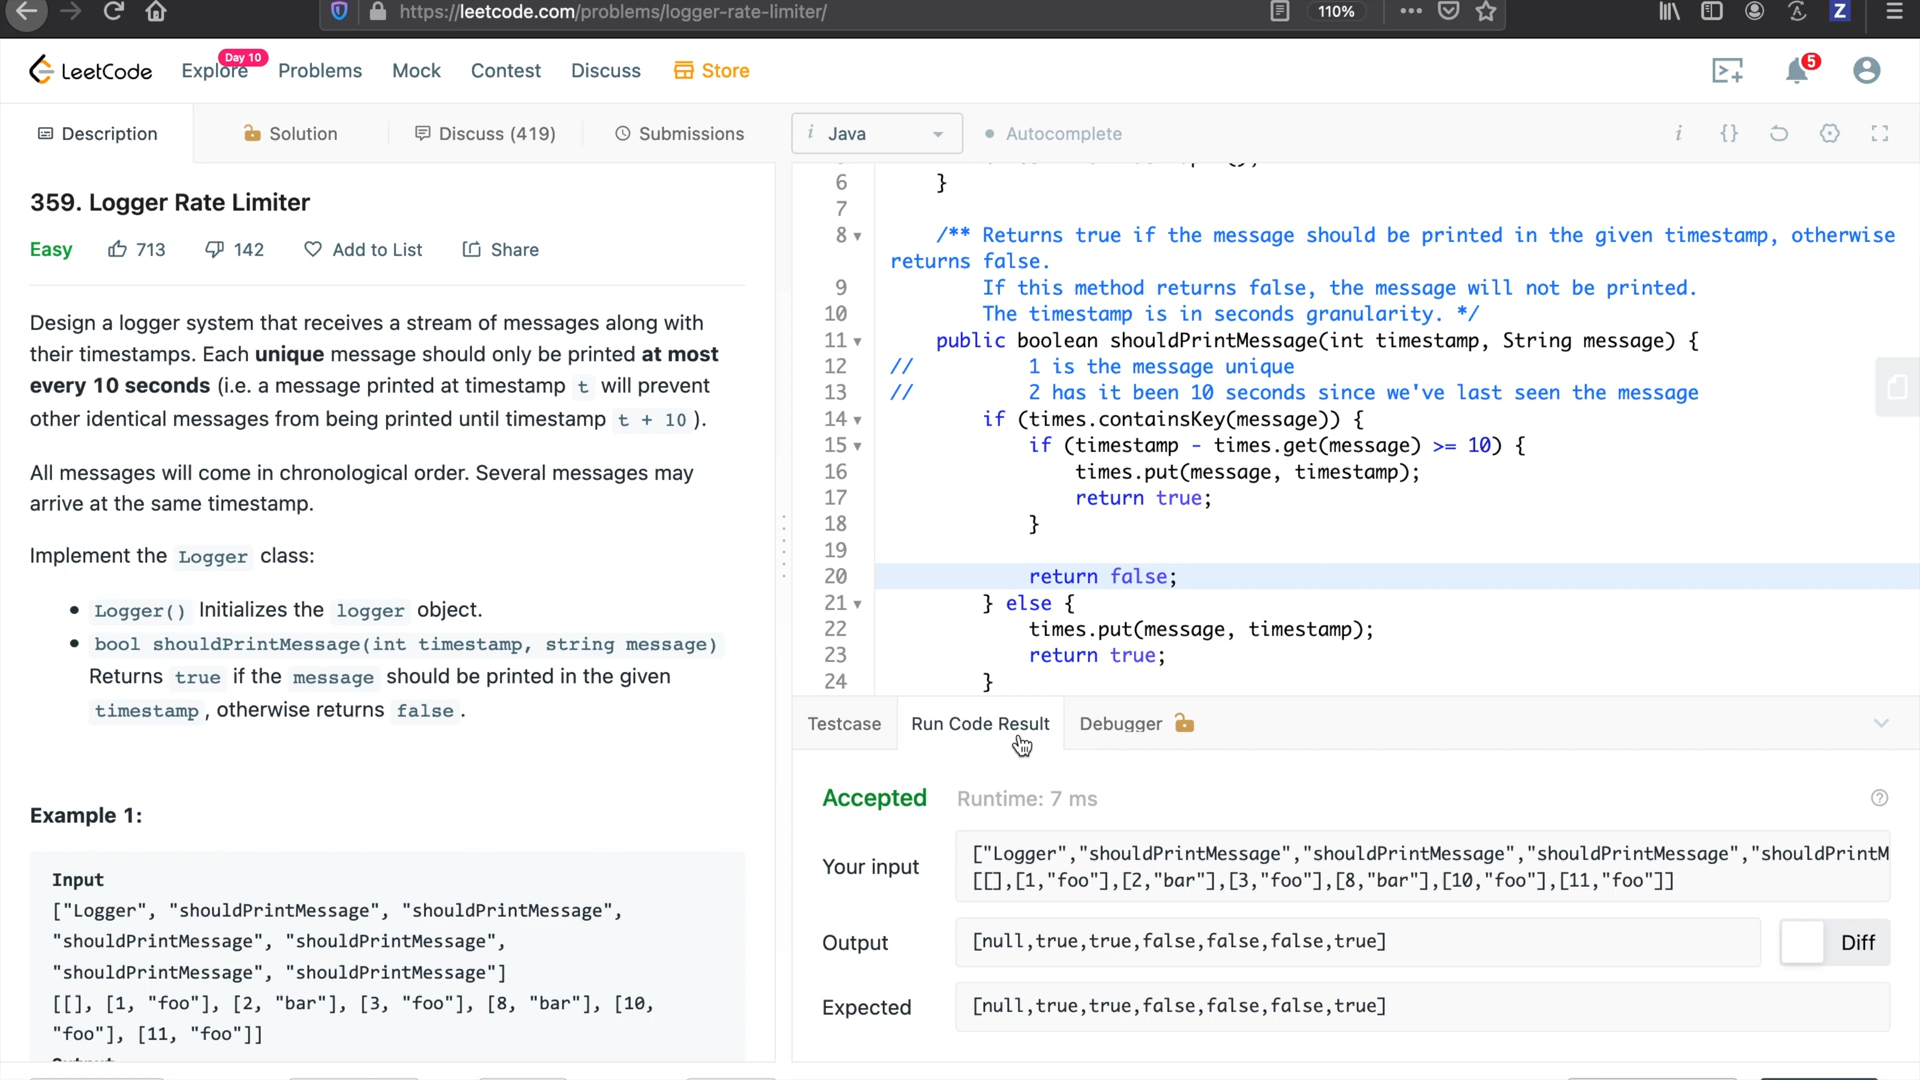 https://leetcode.com/problems/logger-rate-limiter/
110%
Z
LeetCode
Explore
Day 10
Problems
Mock
Contest
Discuss
Store
5
Description
Solution
Discuss (419)
Submissions
i Java
Autocomplete
359. Logger Rate Limiter
Easy
713
142
Add to List
Share
Design a logger system that receives a stream of messages along with
their timestamps. Each unique message should only be printed at most
every 10 seconds (i.e. a message printed at timestamp t will prevent
other identical messages from being printed until timestamp t + 10 ).
All messages will come in chronological order. Several messages may
arrive at the same timestamp.
Implement the Logger class:
• Logger() Initializes the logger object.
• bool shouldPrintMessage(int timestamp, string message)
Returns true if the message should be printed in the given
timestamp , otherwise returns false .
Example 1:
Input
["Logger", "shouldPrintMessage", "shouldPrintMessage",
"shouldPrintMessage", "shouldPrintMessage",
"shouldPrintMessage", "shouldPrintMessage"]
[[], [1, "foo"], [2, "bar"], [3, "foo"], [8, "bar"], [10,
"foo"], [11, "foo"]]
6 }
7
8 /** Returns true if the message should be printed in the given timestamp, otherwise
returns false.
9 If this method returns false, the message will not be printed.
10 The timestamp is in seconds granularity. */
11 public boolean shouldPrintMessage(int timestamp, String message) {
12 // 1 is the message unique
13 // 2 has it been 10 seconds since we've last seen the message
14 if (times.containsKey(message)) {
15 if (timestamp - times.get(message) >= 10) {
16 times.put(message, timestamp);
17 return true;
18 }
19
20 return false;
21 } else {
22 times.put(message, timestamp);
23 return true;
24 }
Testcase
Run Code Result
Debugger
Accepted
Runtime: 7 ms
Your input
["Logger","shouldPrintMessage","shouldPrintMessage","shouldPrintMessage","shouldPrintM
[[],[1,"foo"],[2,"bar"],[3,"foo"],[8,"bar"],[10,"foo"],[11,"foo"]]
Output
[null,true,true,false,false,false,true]
Diff
Expected
[null,true,true,false,false,false,true]